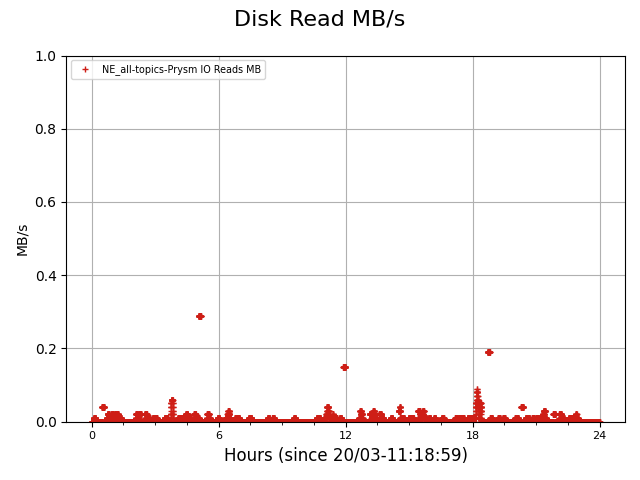 Disk Read MB/s
NE_all-topics-Prysm IO Reads MB
1.0
0.8
0.6
0.4
0.2
0.0
MB/s
0 6 12 18 24
Hours (since 20/03-11:18:59)